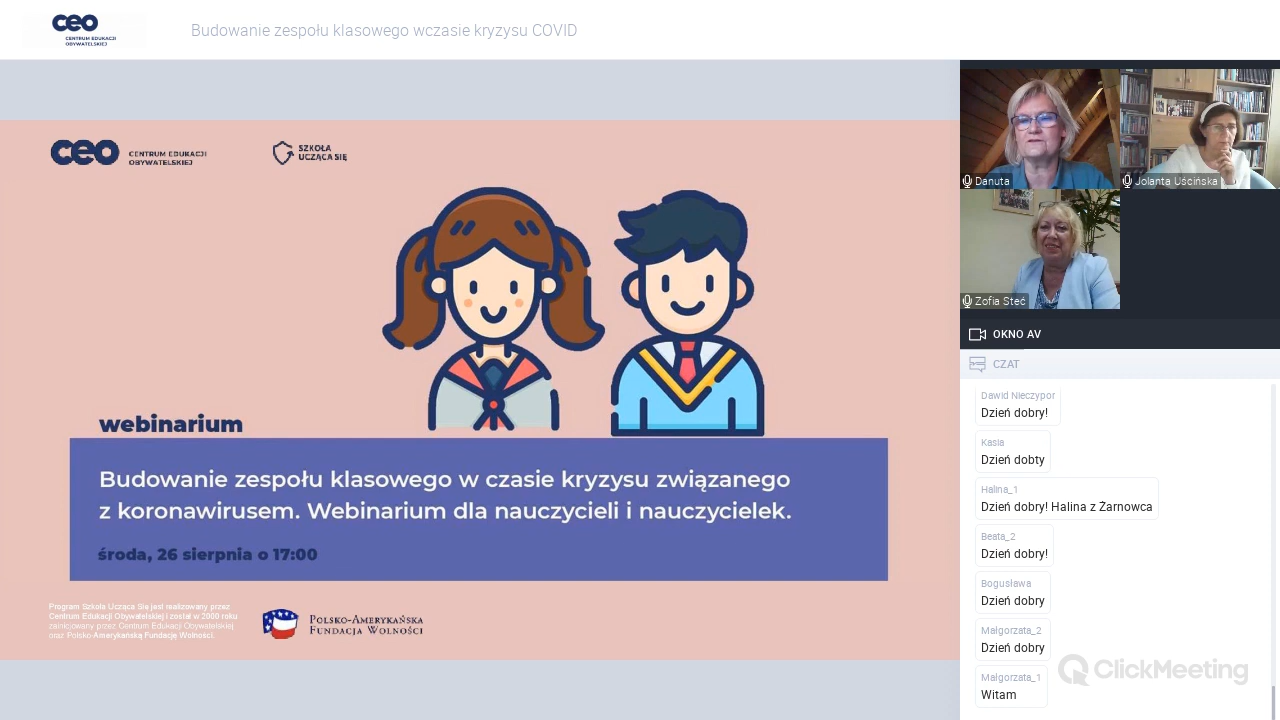 ceo
CENTRUM EDUKACJI
OBYWATELSKIEJ
Budowanie zespołu klasowego wczasie kryzysu COVID
ceo
CENTRUM EDUKACJI
OBYWATELSKIEJ
SZKOŁA
UCZĄCA SIĘ
webinarium
Budowanie zespołu klasowego w czasie kryzysu związanego
z koronawirusem. Webinarium dla nauczycieli i nauczycielek.
środa, 26 sierpnia o 17:00
Program Szkoła Ucząca Się jest realizowany przez
Centrum Edukacji Obywatelskiej i został w 2000 roku
zainicjowany przez Centrum Edukacji Obywatelskiej
oraz Polsko-Amerykańską Fundację Wolności.
POLSKO-AMERYKAŃSKA
FUNDACJA WOLNOŚCI
Danuta
Jolanta Uścińska
Zofia Steć
OKNO AV
CZAT
Dawid Nieczypor
Dzień dobry!
Kasia
Dzień dobty
Halina_1
Dzień dobry! Halina z Żarnowca
Beata_2
Dzień dobry!
Bogusława
Dzień dobry
Małgorzata_2
Dzień dobry
Małgorzata_1
Witam
ClickMeeting